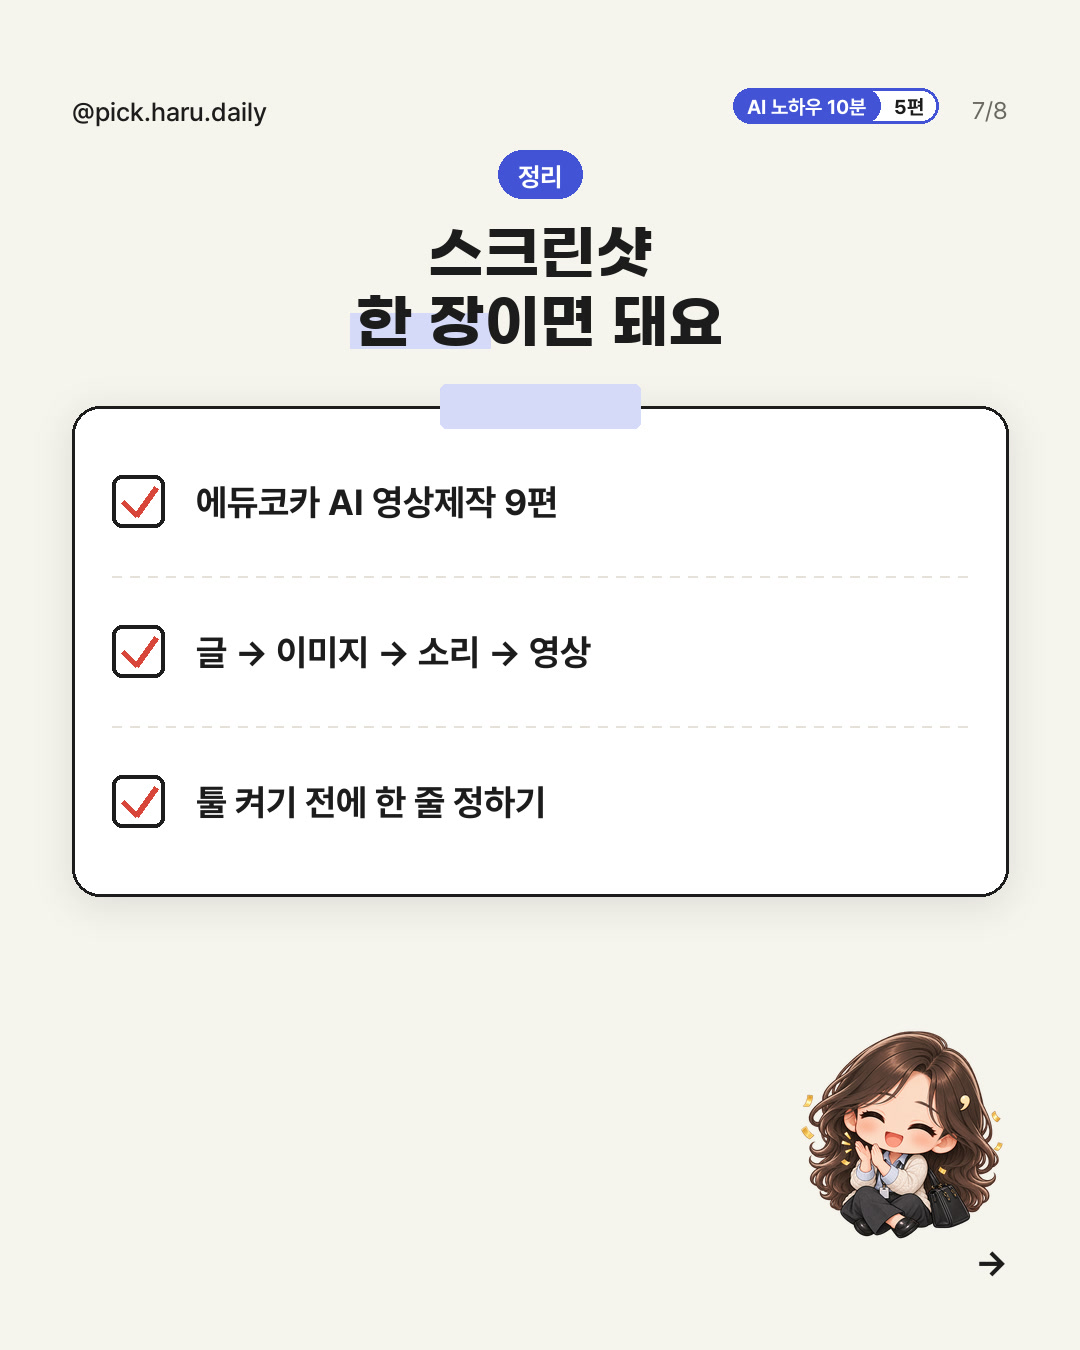 @pick.haru.daily
AI 노하우 10분 5편
7/8
정리
스크린샷
한 장이면 돼요
에듀코카 AI 영상제작 9편
글 → 이미지 → 소리 → 영상
툴 켜기 전에 한 줄 정하기
→